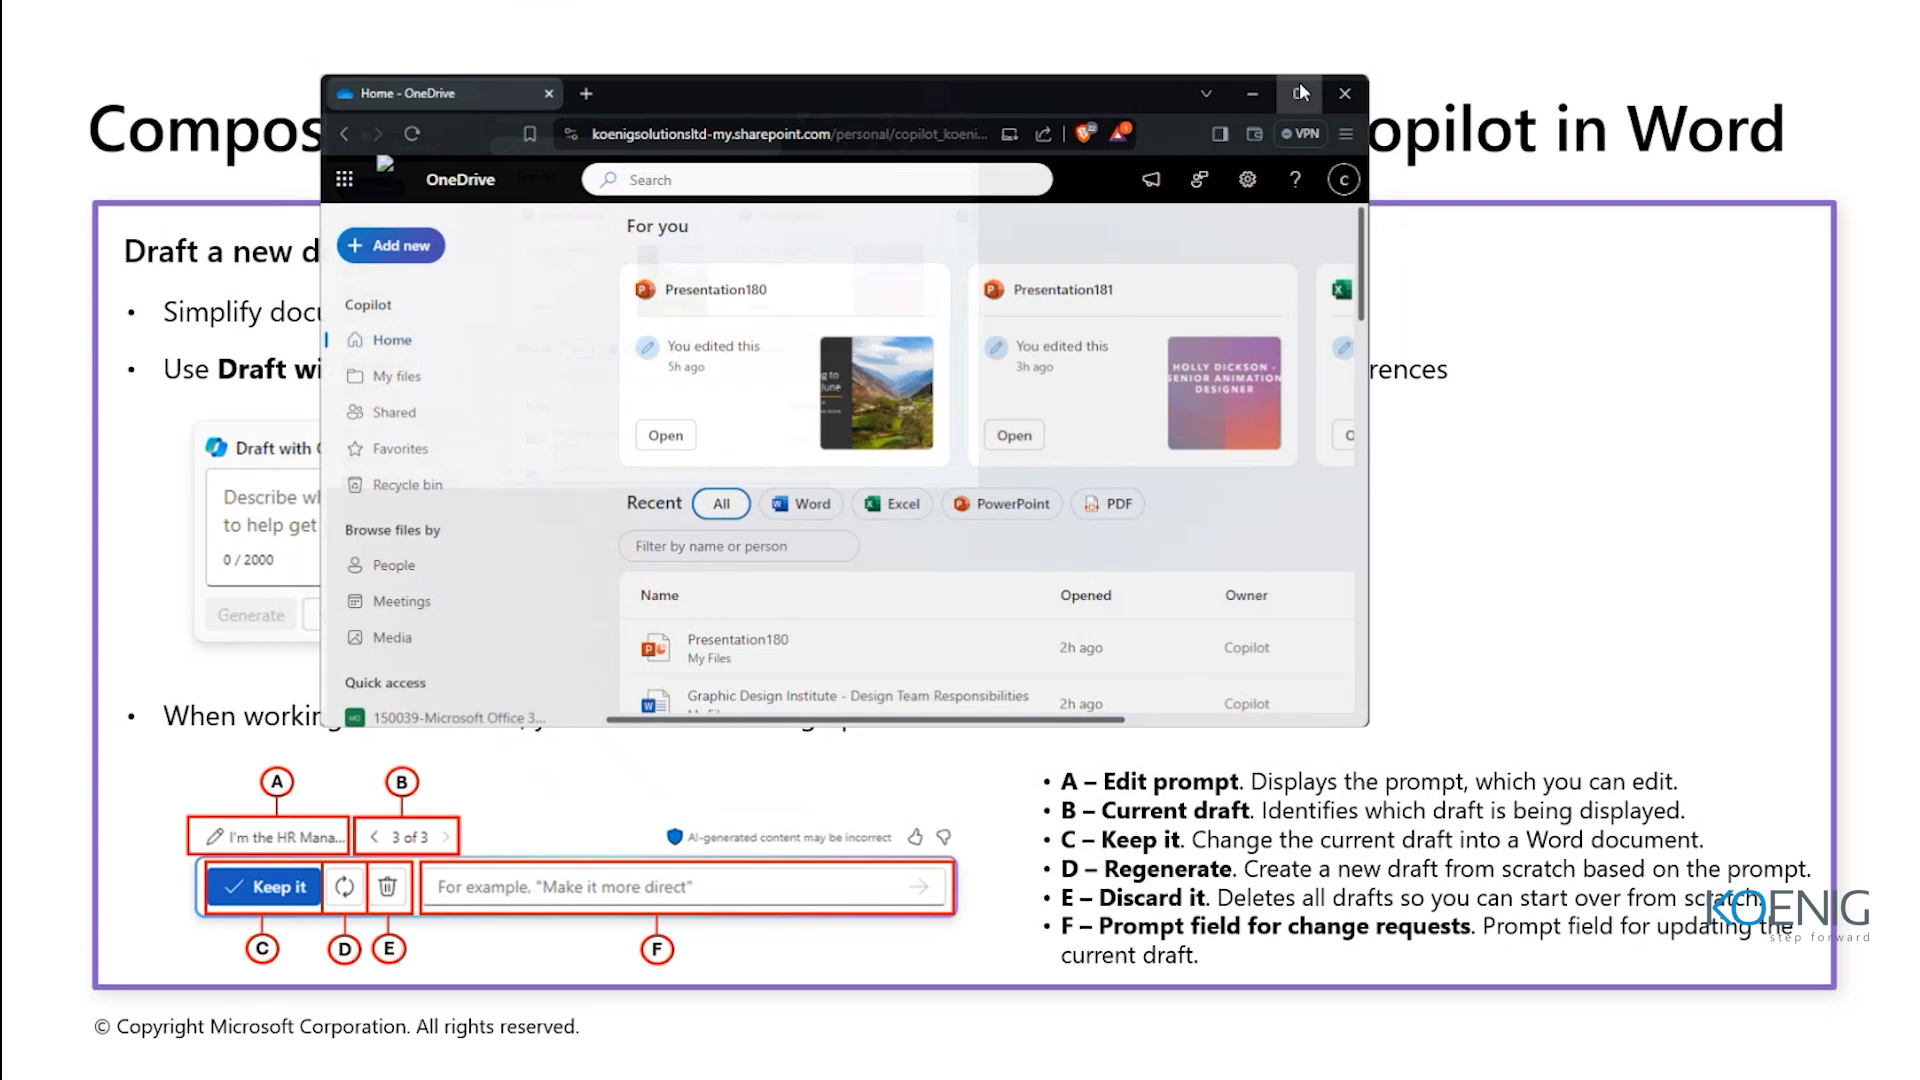 Compos
opilot in Word
Home - OneDrive
koenigsolutionsltd-my.sharepoint.com/personal/copilot_koeni...
VPN
OneDrive
Search
C
Add new
Copilot
Home
My files
Shared
Favorites
Recycle bin
Browse files by
People
Meetings
Media
Quick access
150039-Microsoft Office 3...
For you
Presentation180
You edited this
5h ago
Open
Presentation181
You edited this
3h ago
HOLLY DICKSON -
SENIOR ANIMATION
DESIGNER
Open
Recent
All
Word
Excel
PowerPoint
PDF
Filter by name or person
Name Opened Owner
Presentation180 2h ago Copilot
My Files
Graphic Design Institute - Design Team Responsibilities 2h ago Copilot
Draft a new d
• Simplify docu
• Use Draft wi
rences
Draft with
Describe wh
to help get
0 / 2000
Generate
• When working
A
B
I'm the HR Mana...
3 of 3
AI-generated content may be incorrect
Keep it
For example, "Make it more direct"
C
D
E
F
• A – Edit prompt. Displays the prompt, which you can edit.
• B – Current draft. Identifies which draft is being displayed.
• C – Keep it. Change the current draft into a Word document.
• D – Regenerate. Create a new draft from scratch based on the prompt.
• E – Discard it. Deletes all drafts so you can start over from scratch.
• F – Prompt field for change requests. Prompt field for updating the
current draft.
KOENIG
step forward
© Copyright Microsoft Corporation. All rights reserved.